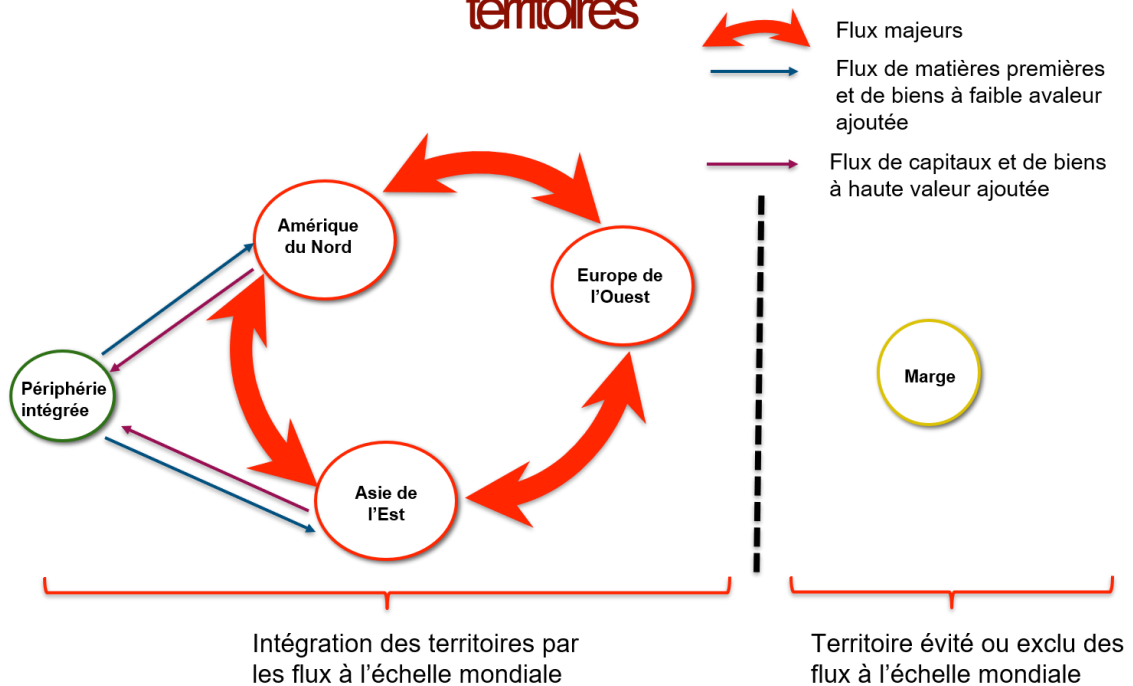 territoires
Flux majeurs
Flux de matières premières
et de biens à faible avaleur
ajoutée
Flux de capitaux et de biens
à haute valeur ajoutée
Amérique
du Nord
Europe de
l'Ouest
Périphérie
intégrée
Marge
Asie de
l'Est
Intégration des territoires par
les flux à l'échelle mondiale
Territoire évité ou exclu des
flux à l'échelle mondiale